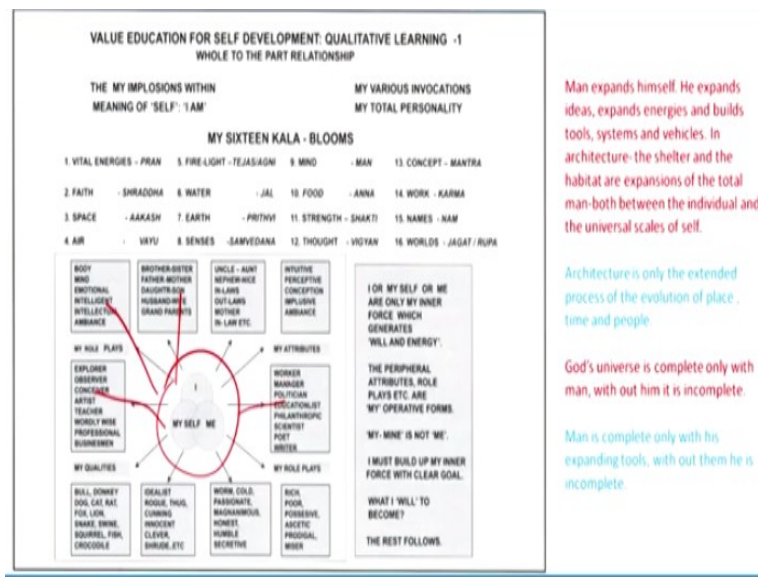 VALUE EDUCATION FOR SELF DEVELOPMENT: QUALITATIVE LEARNING -1
WHOLE TO THE PART RELATIONSHIP
THE MY IMPLOSIONS WITHIN
MEANING OF 'SELF': 'I AM'
MY VARIOUS INVOCATIONS
MY TOTAL PERSONALITY
MY SIXTEEN KALA - BLOOMS
1. VITAL ENERGIES - PRAN 5. FIRE-LIGHT - TEJAS/AGNI 9. MIND - MAN 13. CONCEPT - MANTRA
2. FAITH - SHRADDHA 6. WATER - JAL 10. FOOD - ANNA 14. WORK - KARMA
3. SPACE - AAKASH 7. EARTH - PRITHVI 11. STRENGTH - SHAKTI 15. NAMES - NAM
4. AIR - VAYU 8. SENSES - SAMVEDANA 12. THOUGHT - VIGYAN 16. WORLDS - JAGAT / RUPA
BODY
MIND
EMOTIONAL
INTELLIGENT
INTELLECTUAL
AMBIANCE
BROTHER-SISTER
FATHER-MOTHER
DAUGHTER-SON
HUSBAND-WIFE
GRAND PARENTS
UNCLE - AUNT
NEPHEW-NICE
IN-LAWS
OUT-LAWS
MOTHER
IN- LAW ETC.
INTUITIVE
PERCEPTIVE
CONCEPTION
IMPLUSIVE
AMBIANCE
MY ROLE PLAYS
MY ATTRIBUTES
EXPLORER
OBSERVER
CONCEIVER
ARTIST
TEACHER
WORDLY WISE
PROFESSIONAL
BUSINESMEN
I
MY SELF ME
WORKER
MANAGER
POLITICIAN
EDUCATIONLIST
PHILANTHROPIC
SCIENTIST
POET
WRITER
MY QUALITIES
MY ROLE PLAYS
BULL, DONKEY
DOG, CAT, RAT,
FOX, LION,
SNAKE, SWINE,
SQUIRREL, FISH,
CROCODILE
IDEALIST
ROGUE, THUG,
CUNNING
INNOCENT
CLEVER,
SHRUDE, ETC
WORM, COLD,
PASSIONATE,
MAGNANIMOUS,
HONEST,
HUMBLE
SECRETIVE
RICH,
POOR,
POSSESIVE,
ASCETIC
PRODIGAL,
MISER
I OR MY SELF OR ME
ARE ONLY MY INNER
FORCE WHICH
GENERATES
'WILL AND ENERGY'.
THE PERIPHERAL
ATTRIBUTES, ROLE
PLAYS ETC. ARE
'MY' OPERATIVE FORMS.
'MY- MINE' IS NOT 'ME'.
I MUST BUILD UP MY INNER
FORCE WITH CLEAR GOAL.
WHAT I 'WILL' TO
BECOME?
THE REST FOLLOWS.
Man expands himself. He expands
ideas, expands energies and builds
tools, systems and vehicles. In
architecture- the shelter and the
habitat are expansions of the total
man-both between the individual and
the universal scales of self.
Architecture is only the extended
process of the evolution of place ,
time and people
God's universe is complete only with
man, with out him it is incomplete.
Man is complete only with his
expanding tools, with out them he is
incomplete.